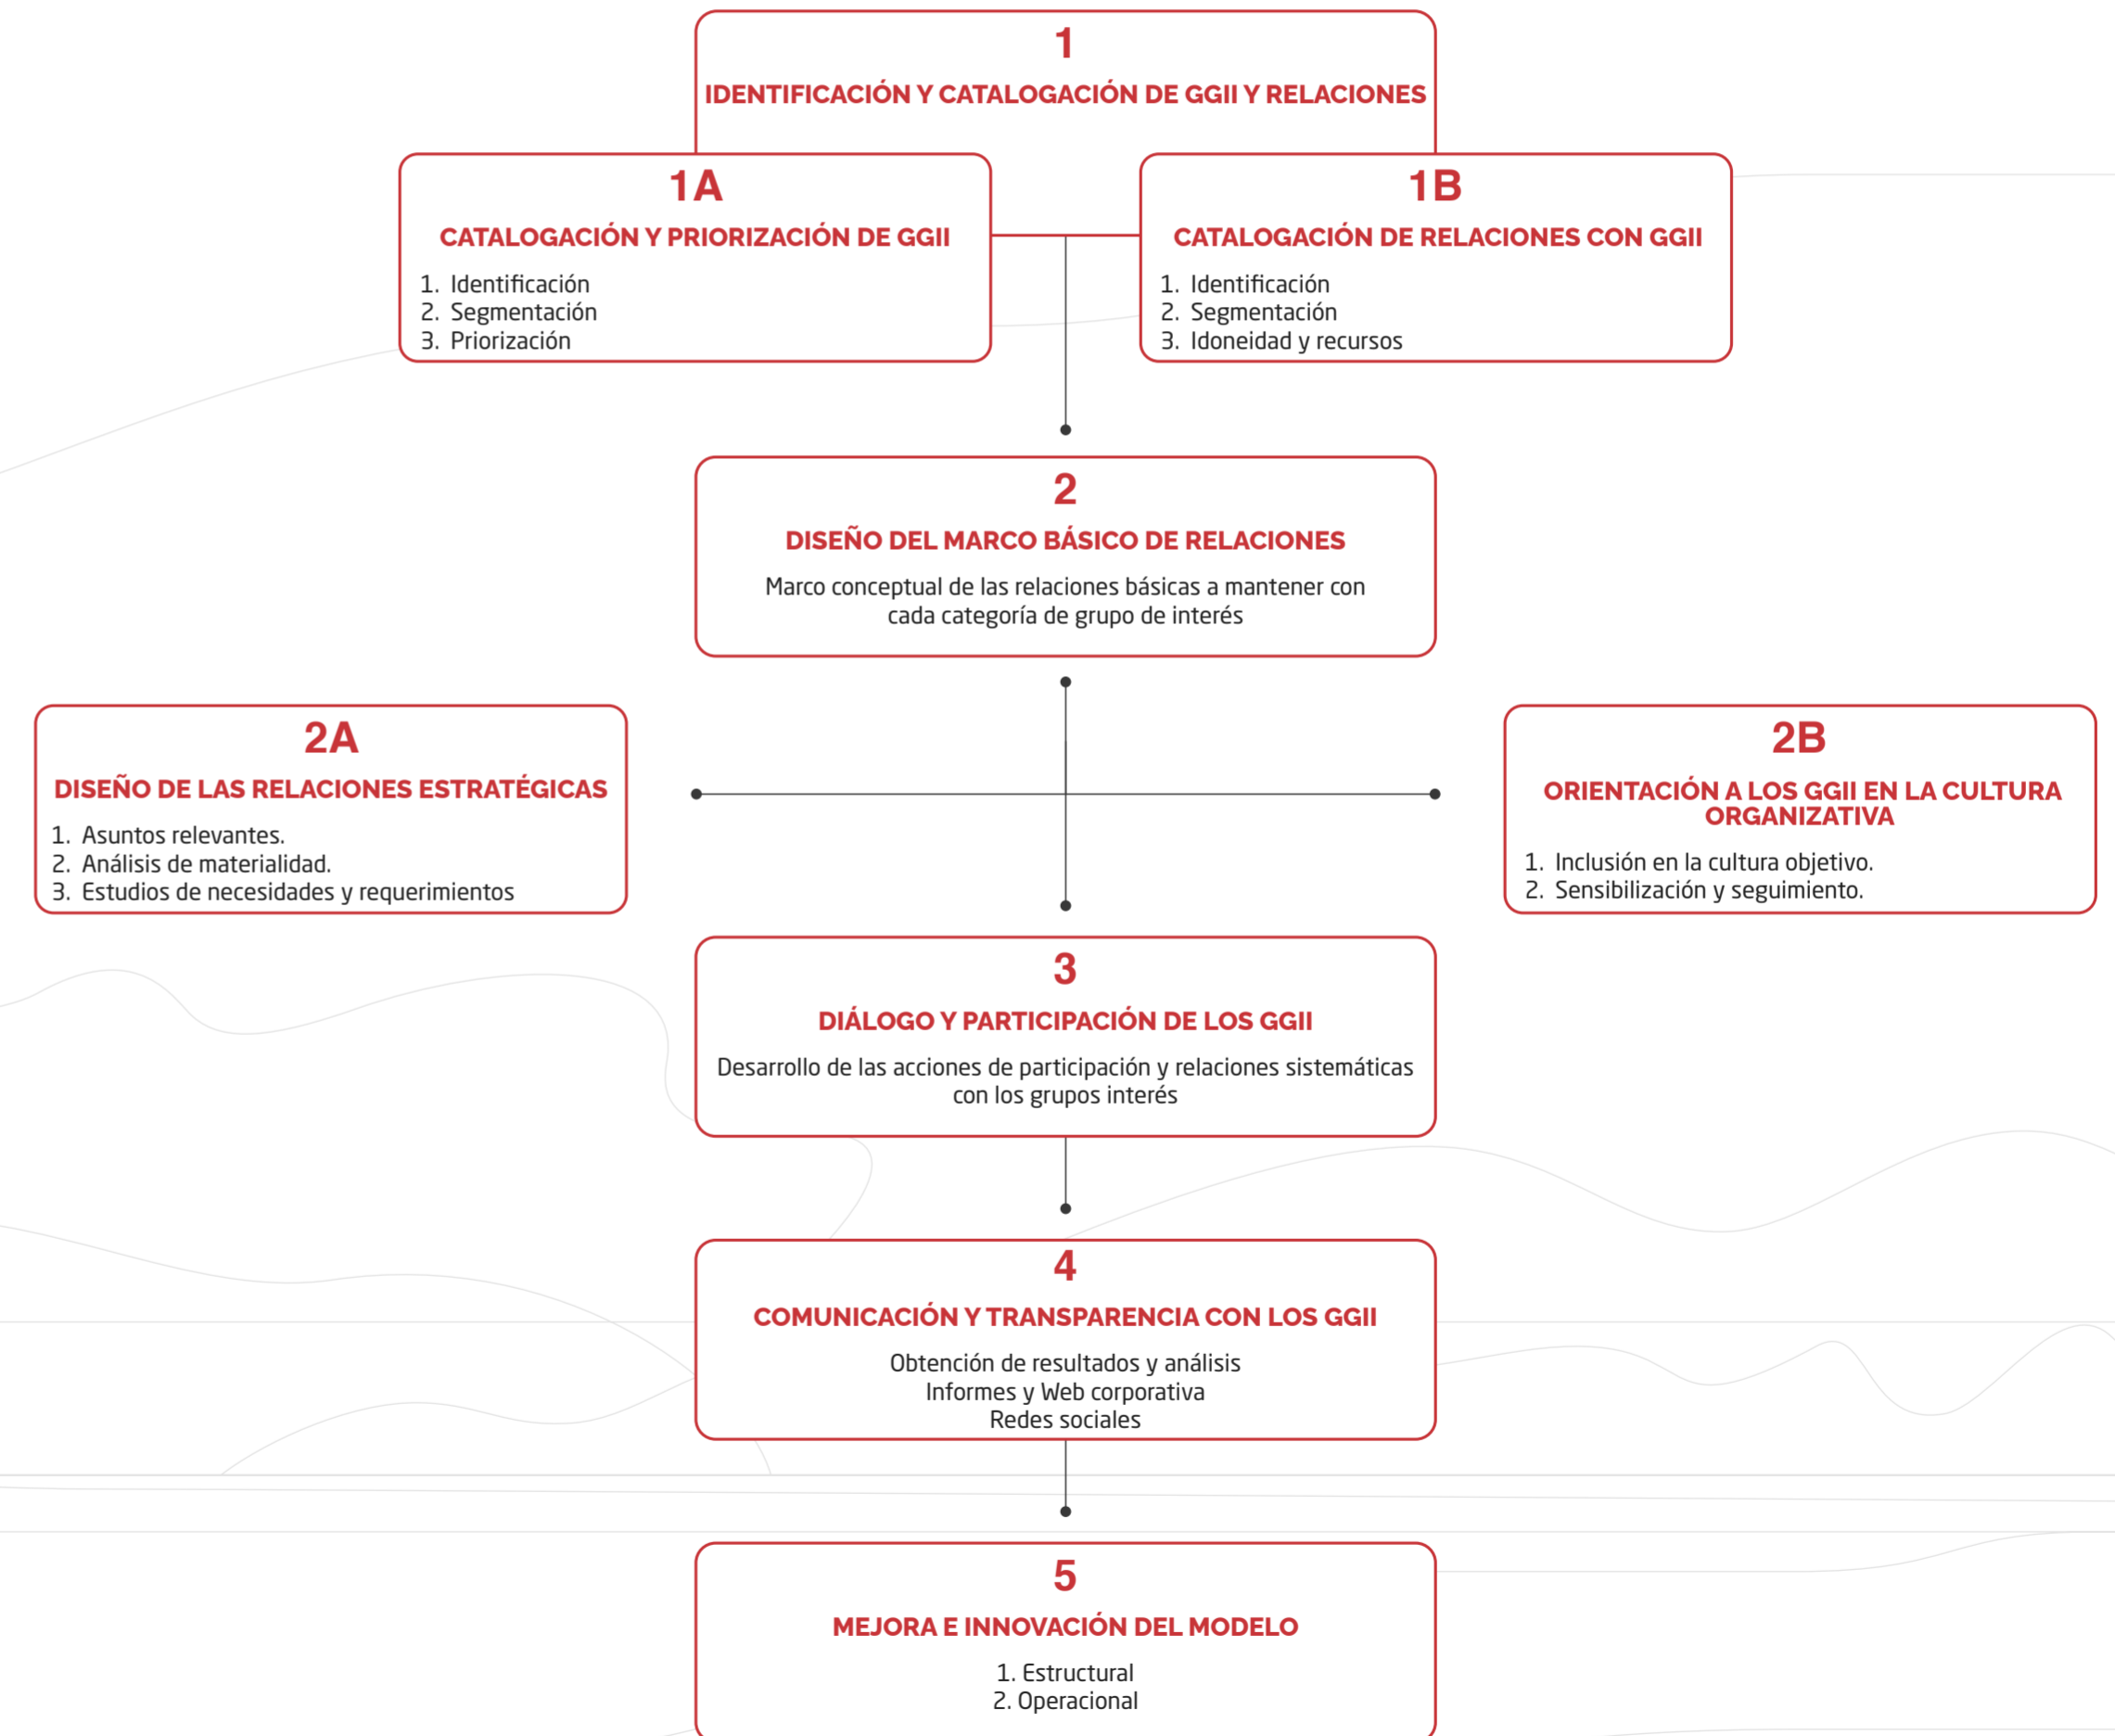 1
IDENTIFICACIÓN Y CATALOGACIÓN DE GGII Y RELACIONES
1A
CATALOGACIÓN Y PRIORIZACIÓN DE GGII
1. Identificación
2. Segmentación
3. Priorización
1B
CATALOGACIÓN DE RELACIONES CON GGII
1. Identificación
2. Segmentación
3. Idoneidad y recursos
2
DISEÑO DEL MARCO BÁSICO DE RELACIONES
Marco conceptual de las relaciones básicas a mantener con
cada categoría de grupo de interés
2A
DISEÑO DE LAS RELACIONES ESTRATÉGICAS
1. Asuntos relevantes.
2. Análisis de materialidad.
3. Estudios de necesidades y requerimientos
2B
ORIENTACIÓN A LOS GGII EN LA CULTURA
ORGANIZATIVA
1. Inclusión en la cultura objetivo.
2. Sensibilización y seguimiento.
3
DIÁLOGO Y PARTICIPACIÓN DE LOS GGII
Desarrollo de las acciones de participación y relaciones sistemáticas
con los grupos interés
4
COMUNICACIÓN Y TRANSPARENCIA CON LOS GGII
Obtención de resultados y análisis
Informes y Web corporativa
Redes sociales
5
MEJORA E INNOVACIÓN DEL MODELO
1. Estructural
2. Operacional